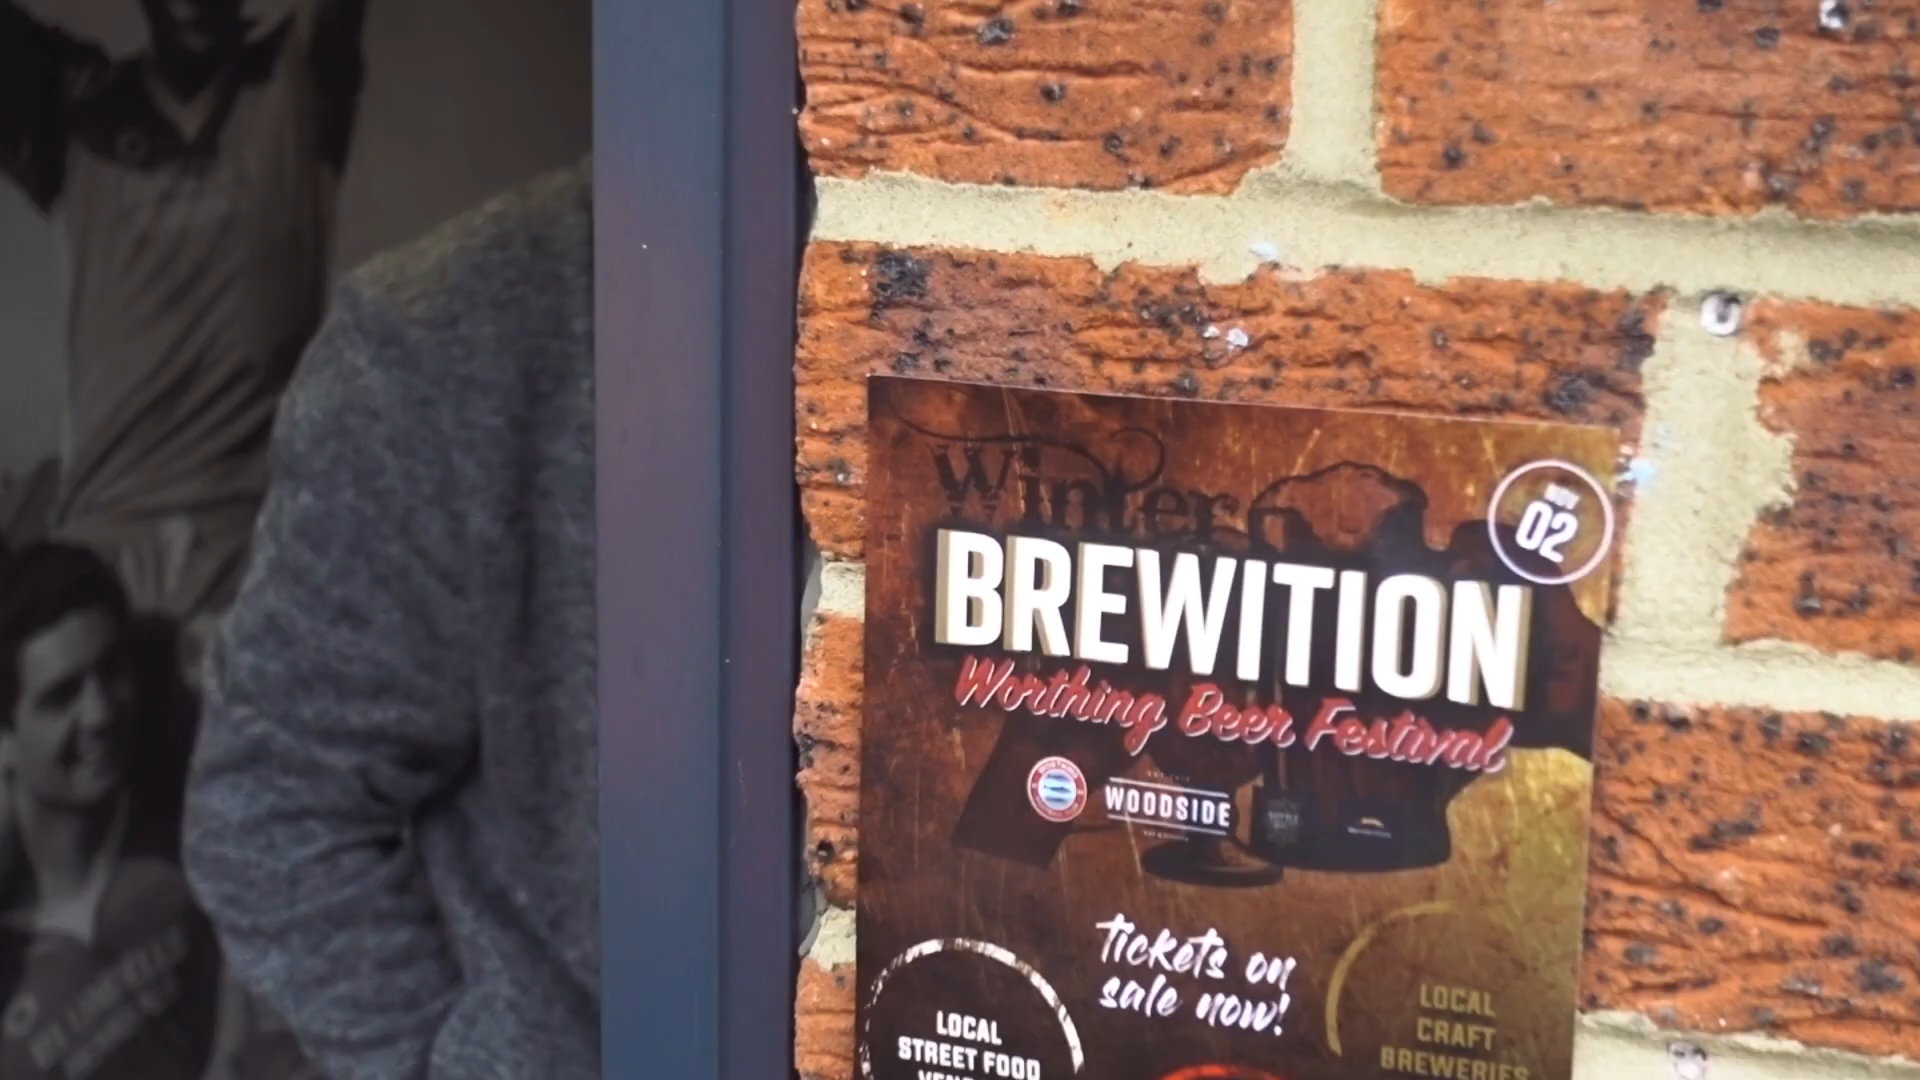 Winter
NOV
02
BREWITION
Worthing Beer Festival
WOODSIDE
tickets on
sale now!
LOCAL
STREET FOOD
LOCAL
CRAFT
BREWERIES